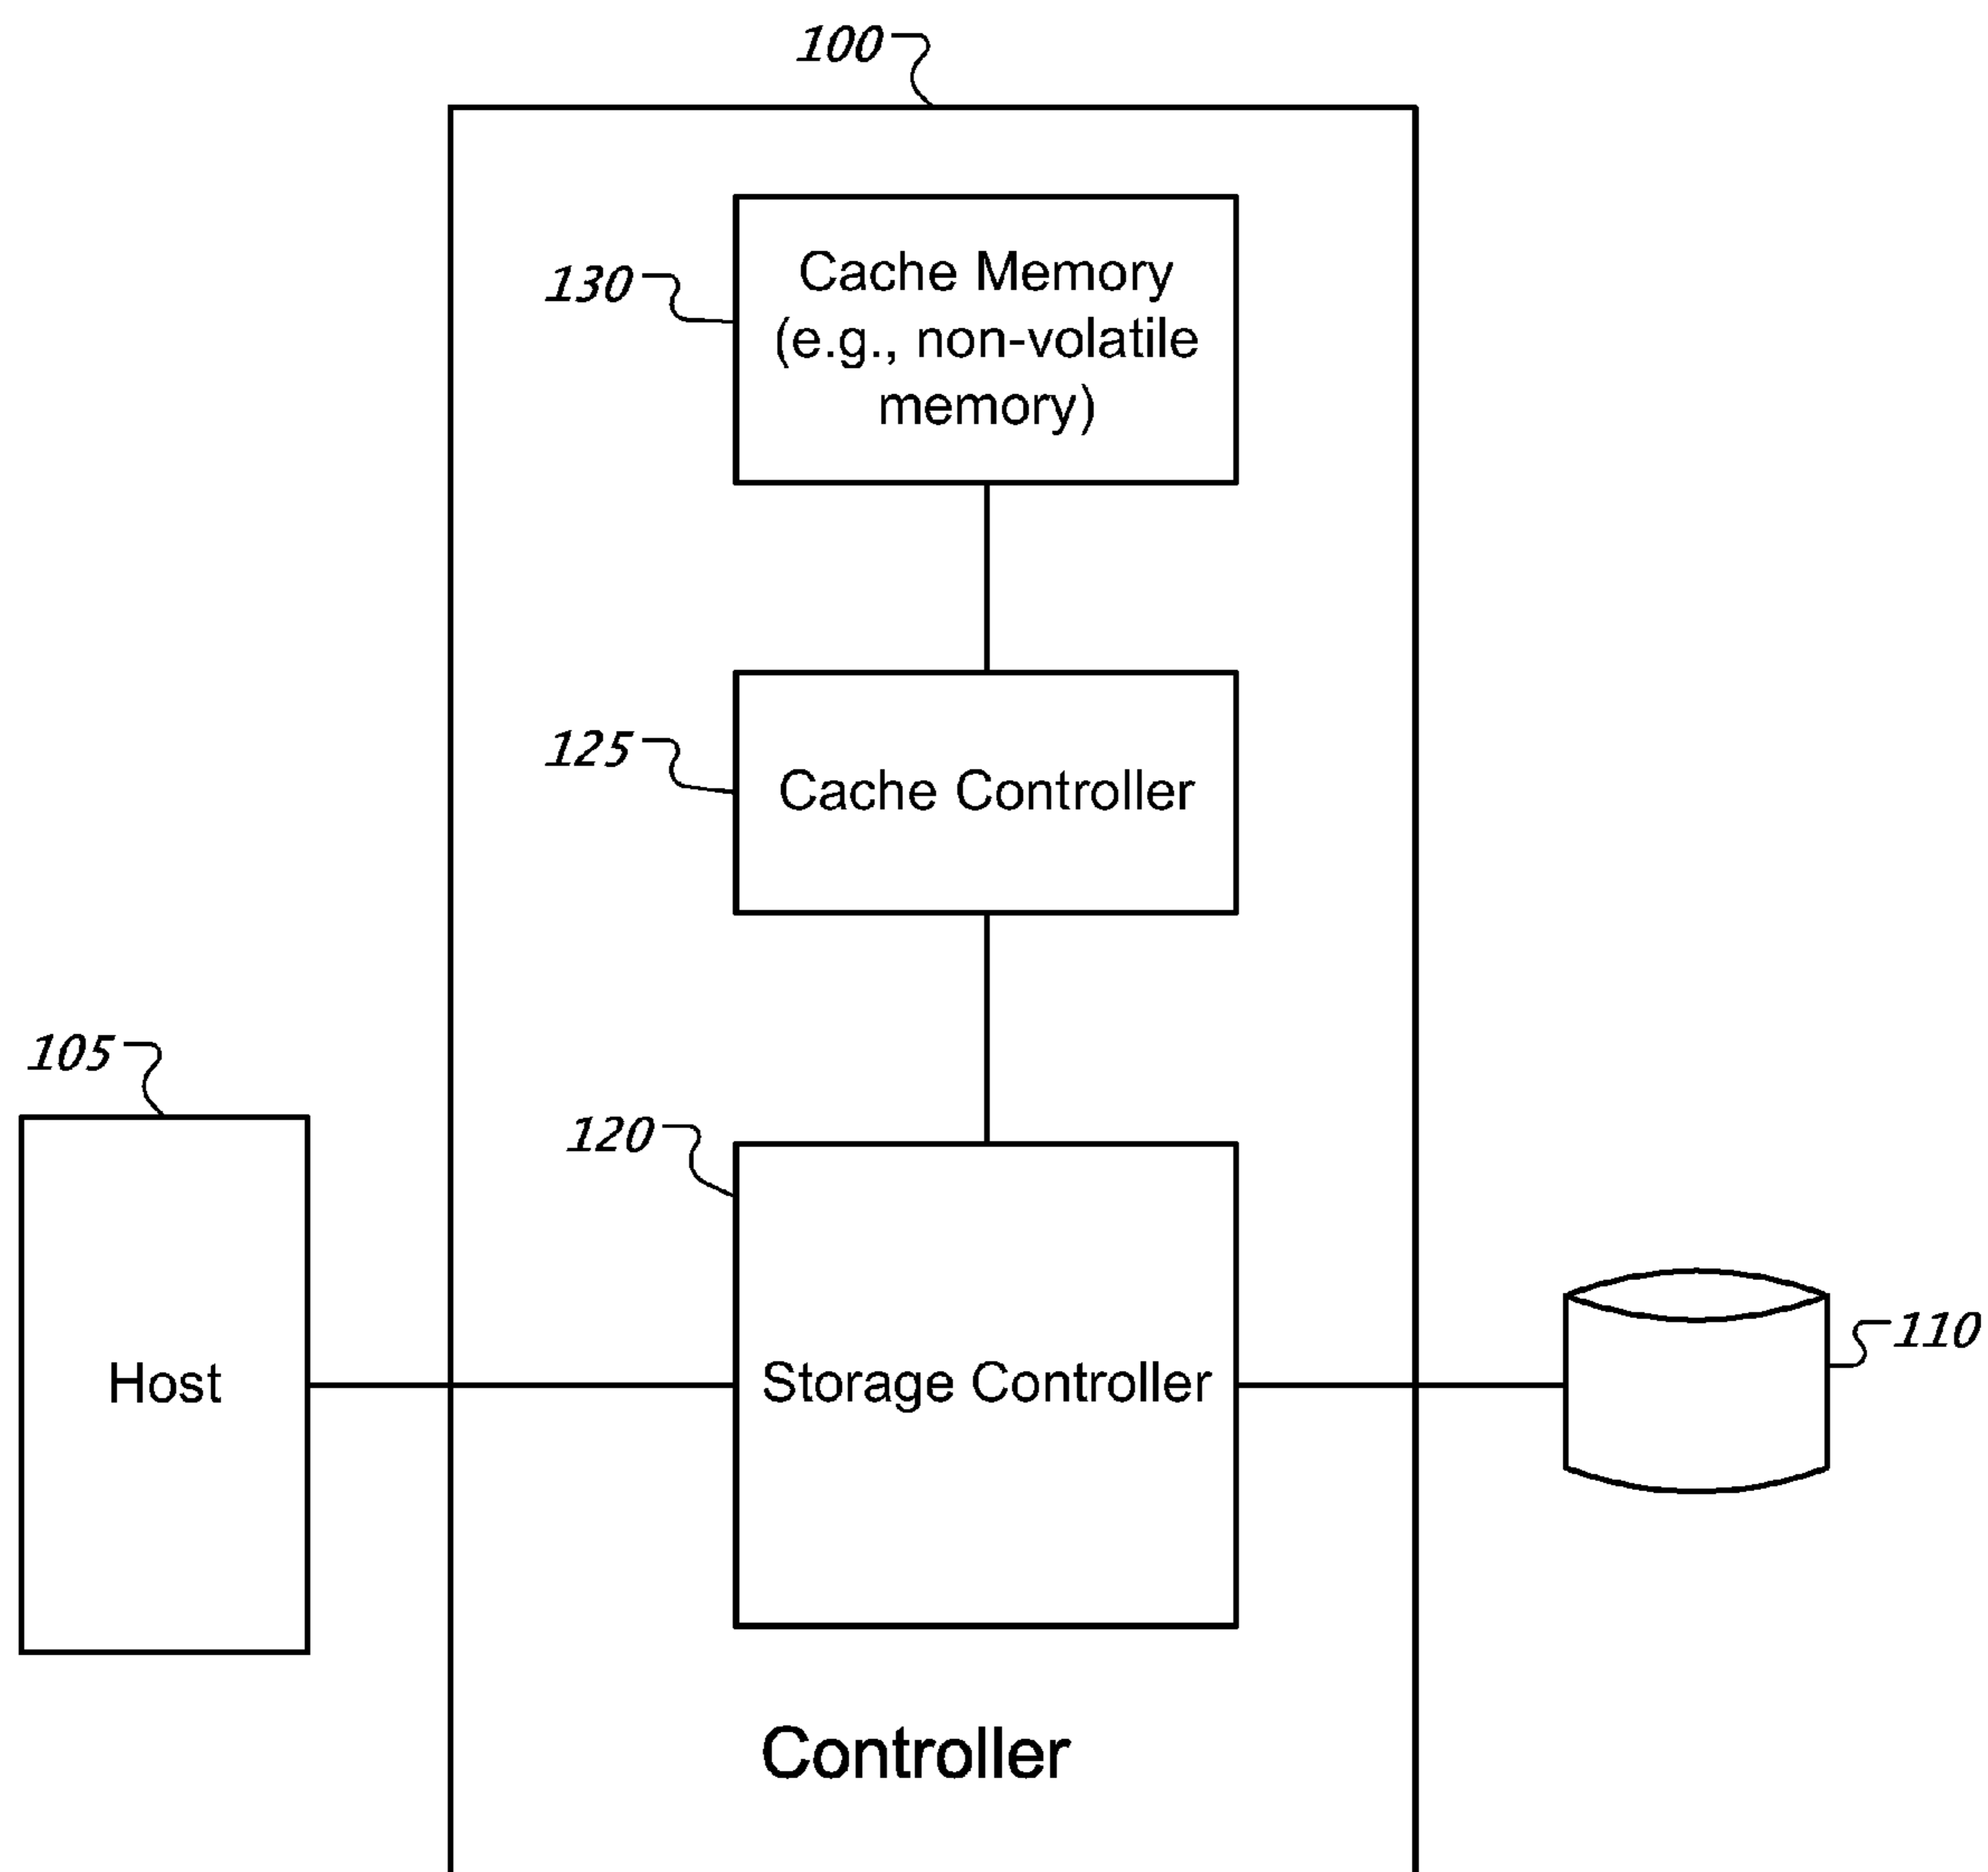 100
130
Cache Memory
(e.g., non-volatile
memory)
125
Cache Controller
105
120
Host
Storage Controller
110
Controller